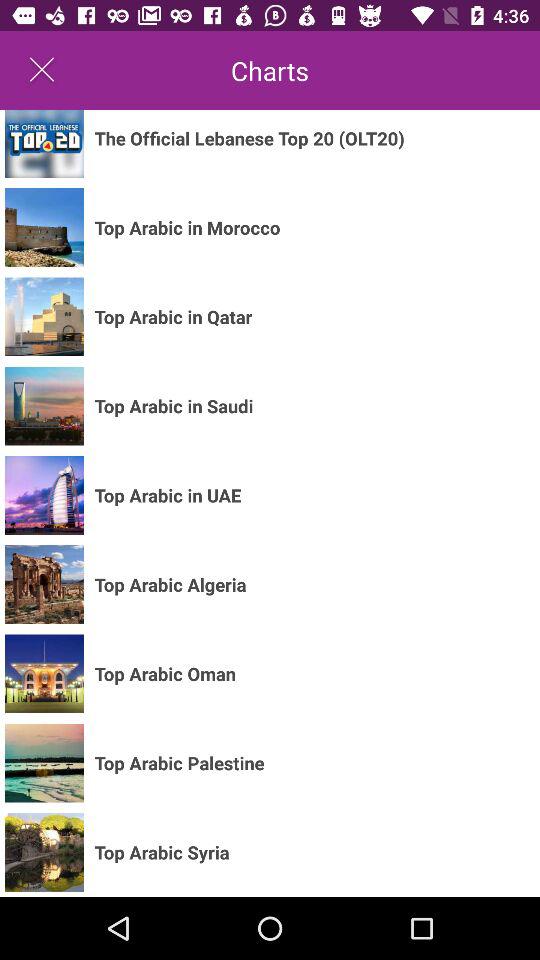 4:36
Charts
THE OFFICIAL LEBANESE
TOP 20
The Official Lebanese Top 20 (OLT20)
Top Arabic in Morocco
Top Arabic in Qatar
Top Arabic in Saudi
Top Arabic in UAE
Top Arabic Algeria
Top Arabic Oman
Top Arabic Palestine
Top Arabic Syria